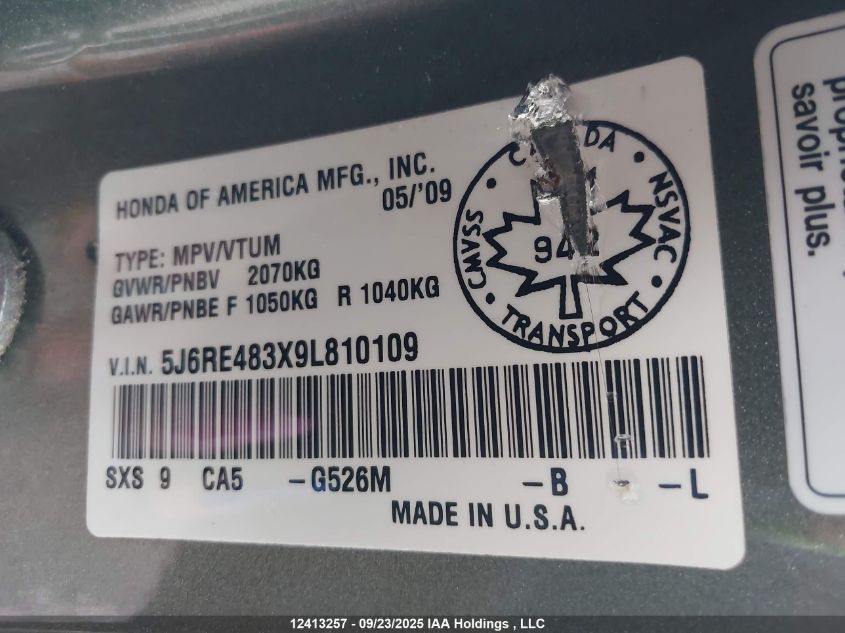 HONDA OF AMERICA MFG., INC.
05/'09
TYPE: MPV/VTUM
GVWR/PNBV 2070KG
GAWR/PNBE F 1050KG R 1040KG
V.I.N. 5J6RE483X9L810109
SXS 9 CA5 -G526M -B -L
MADE IN U.S.A.
CMVSS
NSVAC
TRANSPORT
savoir plus.
12413257 - 09/23/2025 IAA Holdings , LLC